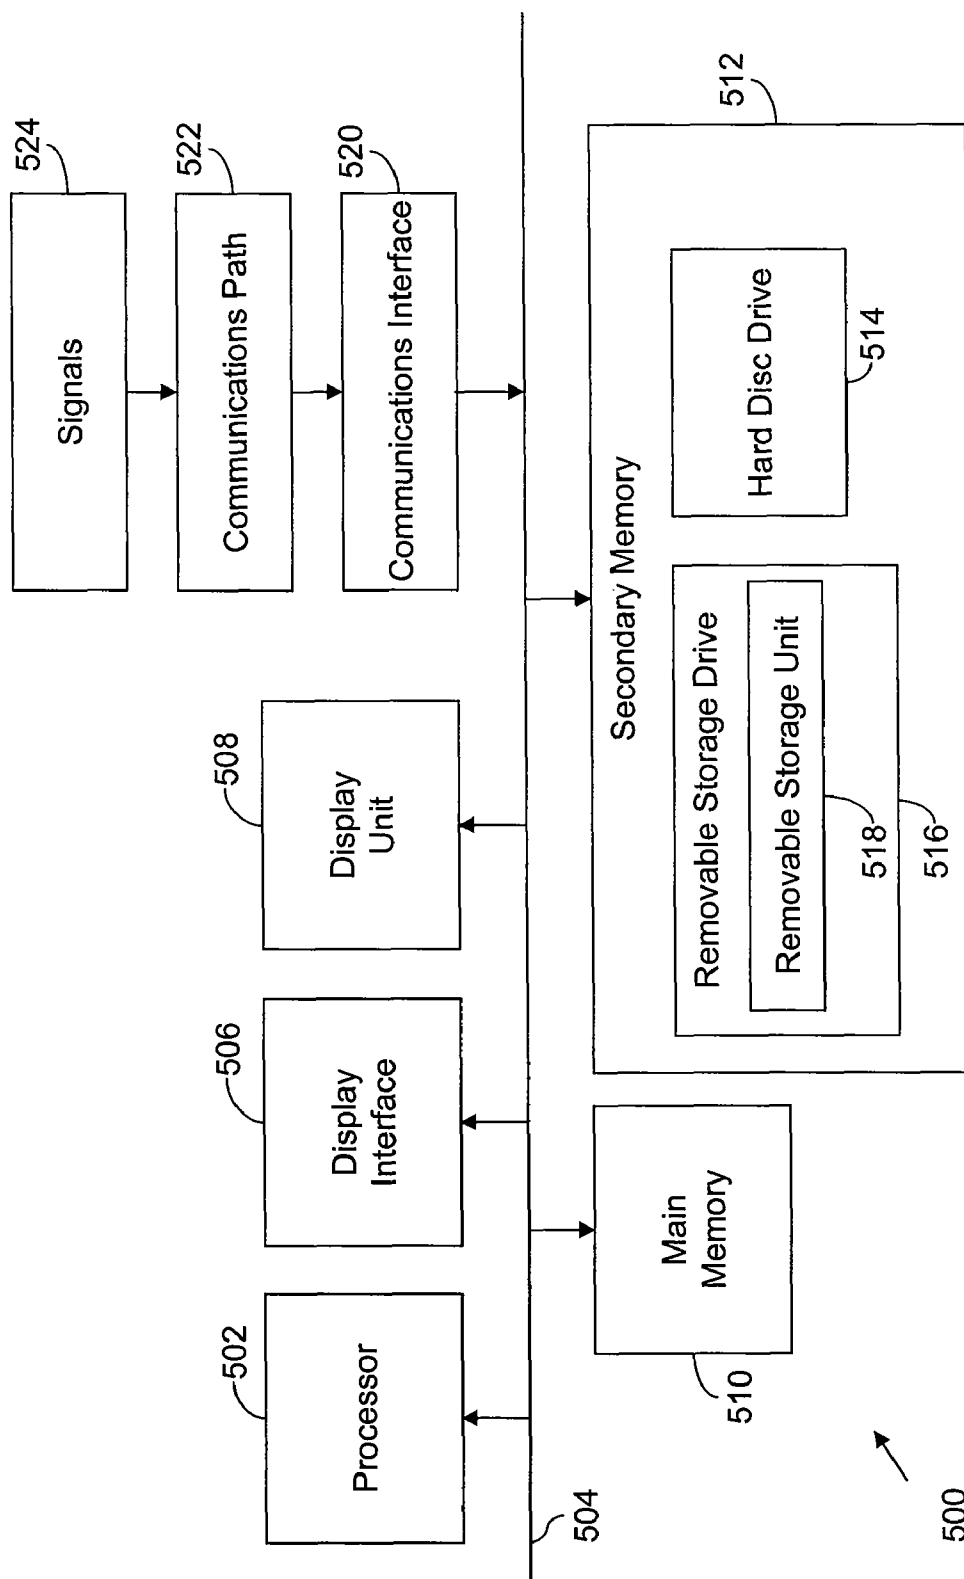 524
Signals
522
Communications Path
520
Communications Interface
508
Display
Unit
506
Display
Interface
502
Processor
504
512
Secondary Memory
Hard Disc Drive
514
Removable Storage Drive
Removable Storage Unit
518
516
Main
Memory
510
500